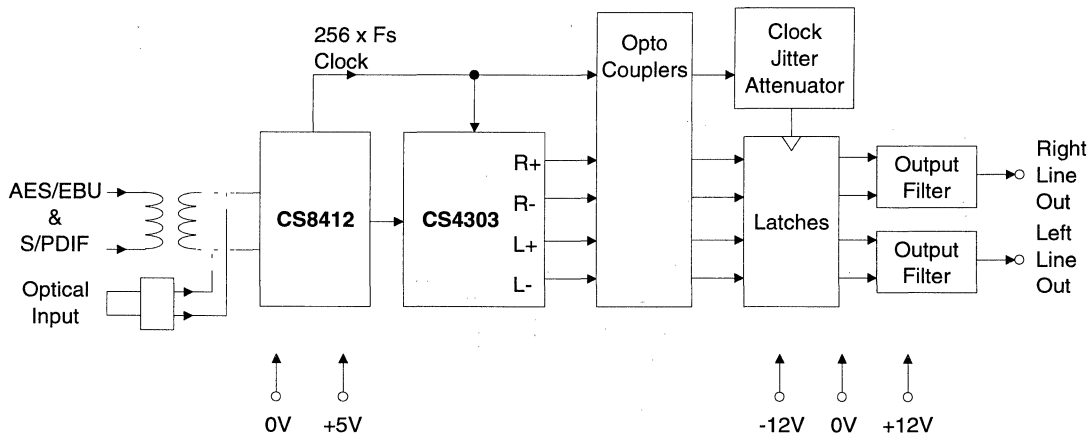 256 x Fs
Clock
Opto
Couplers
Clock
Jitter
Attenuator
AES/EBU
&
S/PDIF
Optical
Input
CS8412
CS4303
R+
R-
L+
L-
Latches
Output
Filter
Right
Line
Out
Output
Filter
Left
Line
Out
0V
+5V
-12V
0V
+12V